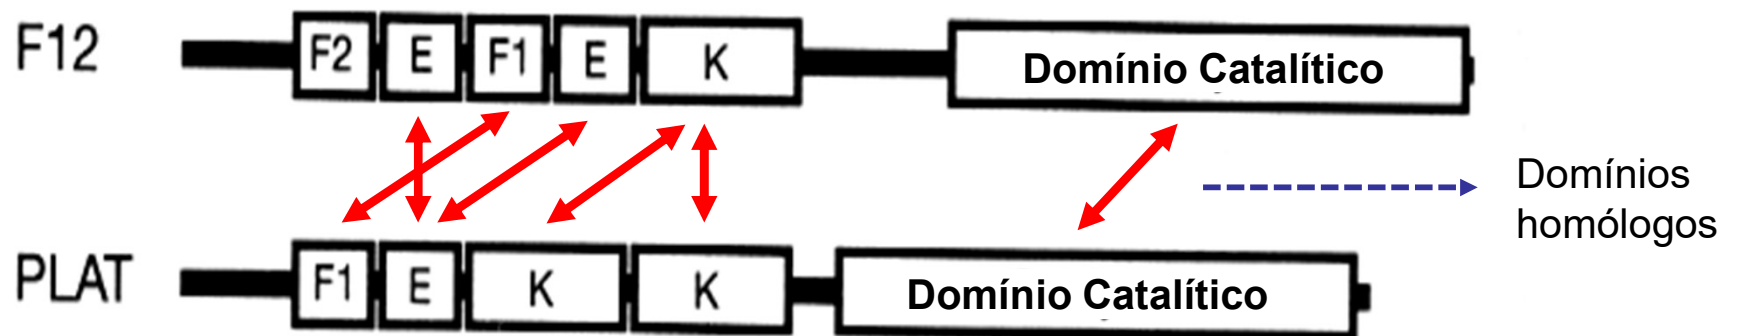 F12 F2 E F1 E K Domínio Catalítico
Domínios
homólogos
PLAT F1 E K K Domínio Catalítico